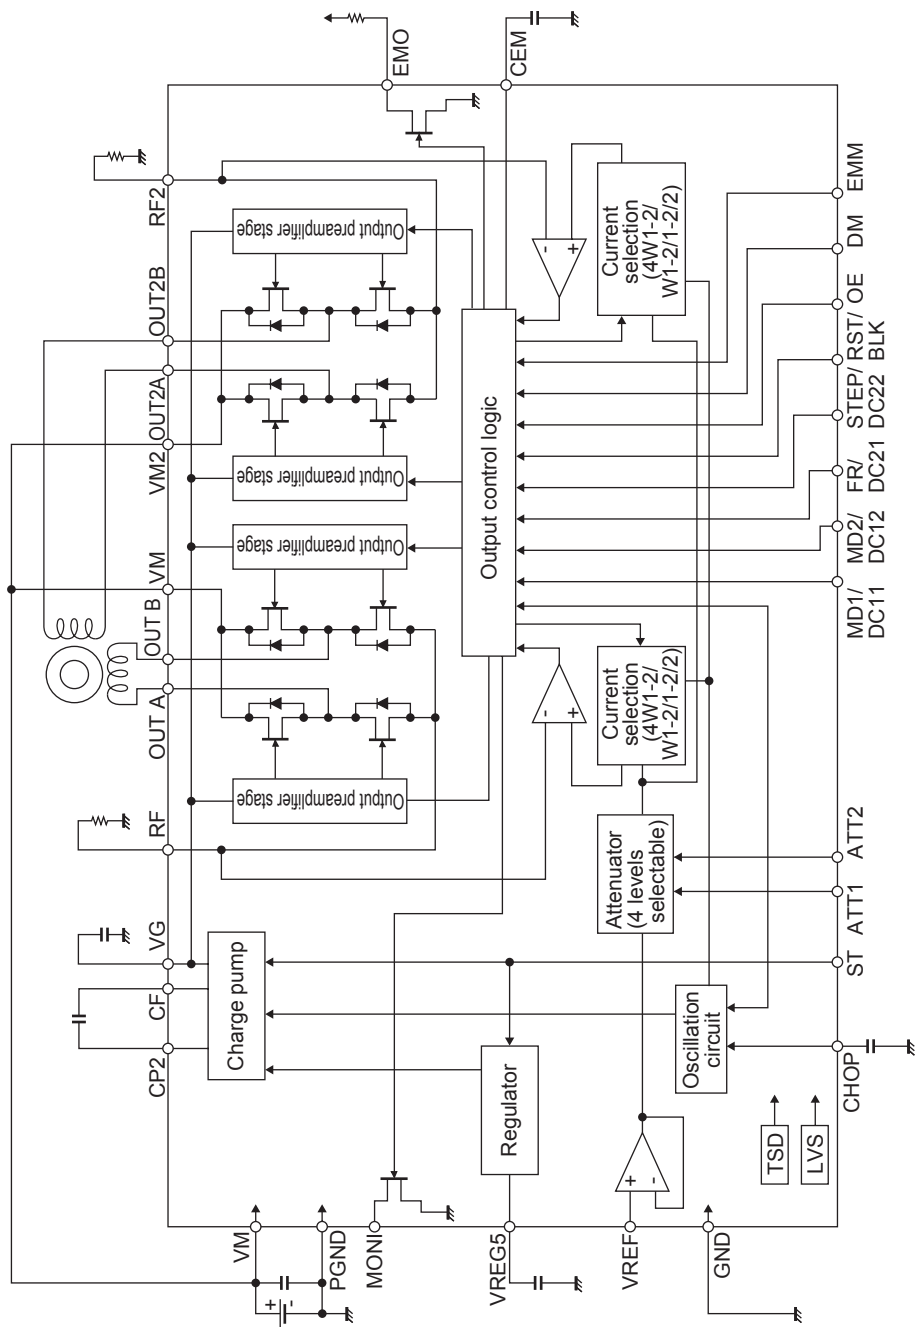 EMO
CEM
RF2
OUT2B
OUT2A
VM2
VM
OUT B
OUT A
RF
VG
CF
CP2
Output preamplifier stage
Output preamplifier stage
Output preamplifier stage
Output preamplifier stage
Charge pump
-
+
Current
selection
(4W1-2/
W1-2/1-2/2)
Output control logic
-
+
Current
selection
(4W1-2/
W1-2/1-2/2)
Attenuator
(4 levels
selectable)
Oscillation
circuit
Regulator
+
-
TSD
LVS
EMM
DM
OE
RST/
BLK
STEP/
DC22
FR/
DC21
MD2/
DC12
MD1/
DC11
ATT2
ATT1
ST
CHOP
+
-
VM
PGND
MONI
VREG5
VREF
GND